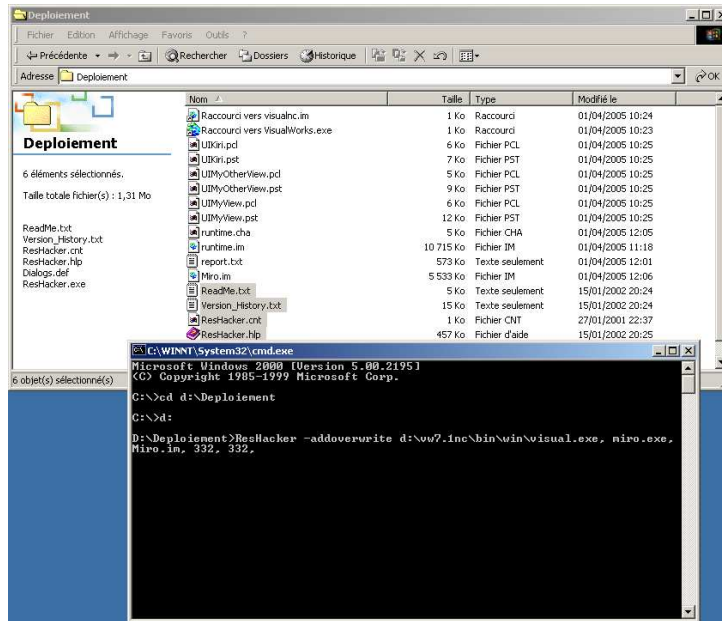 Deploiement
Fichier Edition Affichage Favoris Outils ?
Précédente Rechercher Dossiers Historique
Adresse Deploiement OK
Nom Taille Type Modifié le
Raccourci vers visualnc.im 1 Ko Raccourci 01/04/2005 10:24
Raccourci vers VisualWorks.exe 1 Ko Raccourci 01/04/2005 10:23
Deploiement
UIKiri.pcl 6 Ko Fichier PCL 01/04/2005 10:25
UIKiri.pst 7 Ko Fichier PST 01/04/2005 10:25
6 éléments sélectionnés.
UIMyOtherView.pcl 5 Ko Fichier PCL 01/04/2005 10:25
UIMyOtherView.pst 9 Ko Fichier PST 01/04/2005 10:25
Taille totale fichier(s) : 1,31 Mo
UIMyView.pcl 6 Ko Fichier PCL 01/04/2005 10:25
UIMyView.pst 12 Ko Fichier PST 01/04/2005 10:25
ReadMe.txt
Version_History.txt
ResHacker.cnt
ResHacker.hlp
Dialogs.def
ResHacker.exe
runtime.cha 5 Ko Fichier CHA 01/04/2005 12:05
runtime.im 10 715 Ko Fichier IM 01/04/2005 11:18
report.txt 573 Ko Texte seulement 01/04/2005 12:01
Miro.im 5 533 Ko Fichier IM 01/04/2005 12:06
ReadMe.txt 5 Ko Texte seulement 15/01/2002 20:24
Version_History.txt 15 Ko Texte seulement 15/01/2002 20:24
ResHacker.cnt 1 Ko Fichier CNT 27/01/2001 22:37
ResHacker.hlp 457 Ko Fichier d'aide 15/01/2002 20:25
6 objet(s) sélectionné(s)
C:\WINNT\System32\cmd.exe
Microsoft Windows 2000 [Version 5.00.2195]
(C) Copyright 1985-1999 Microsoft Corp.
C:\>cd d:\Deploiement
C:\>d:
D:\Deploiement>ResHacker -addoverwrite d:\vw7.1nc\bin\win\visual.exe, miro.exe,
Miro.im, 332, 332,